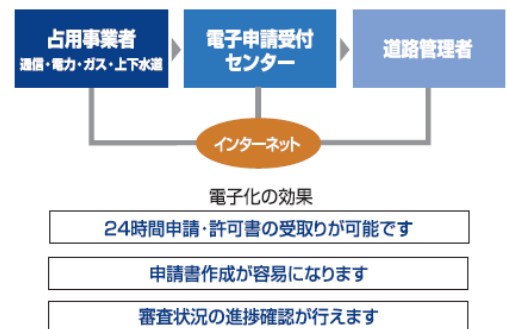 占用事業者
通信・電力・ガス・上下水道
電子申請受付
センター
道路管理者
インターネット
電子化の効果
24時間申請・許可書の受取りが可能です
申請書作成が容易になります
審査状況の進捗確認が行えます